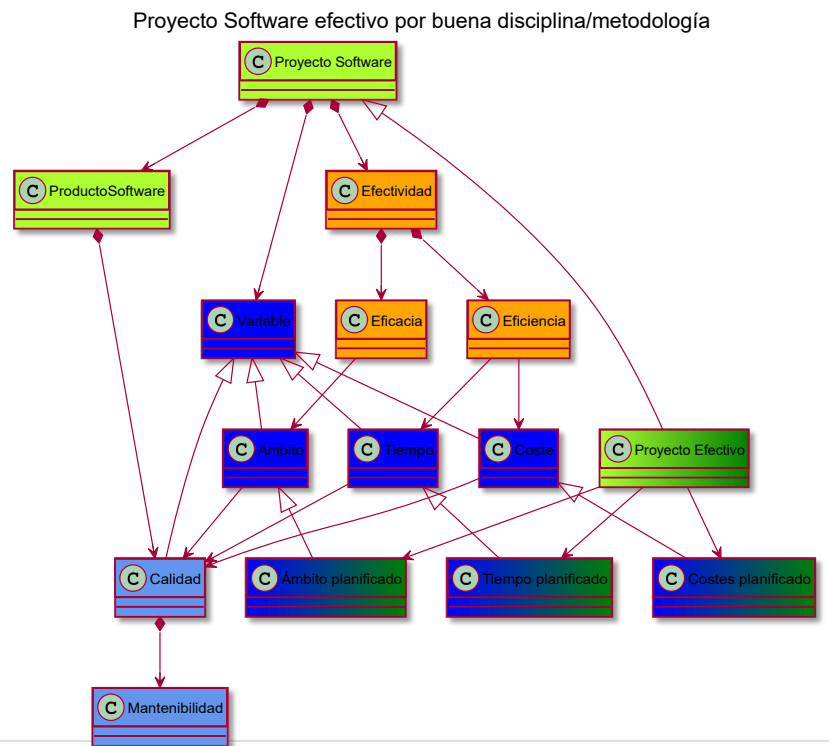 Proyecto Software efectivo por buena disciplina/metodología
C Proyecto Software
C ProductoSoftware
C Efectividad
C Variable
C Eficacia
C Eficiencia
C Ambito
C Tiempo
C Coste
C Proyecto Efectivo
C Calidad
C Ámbito planificado
C Tiempo planificado
C Costes planificado
C Mantenibilidad